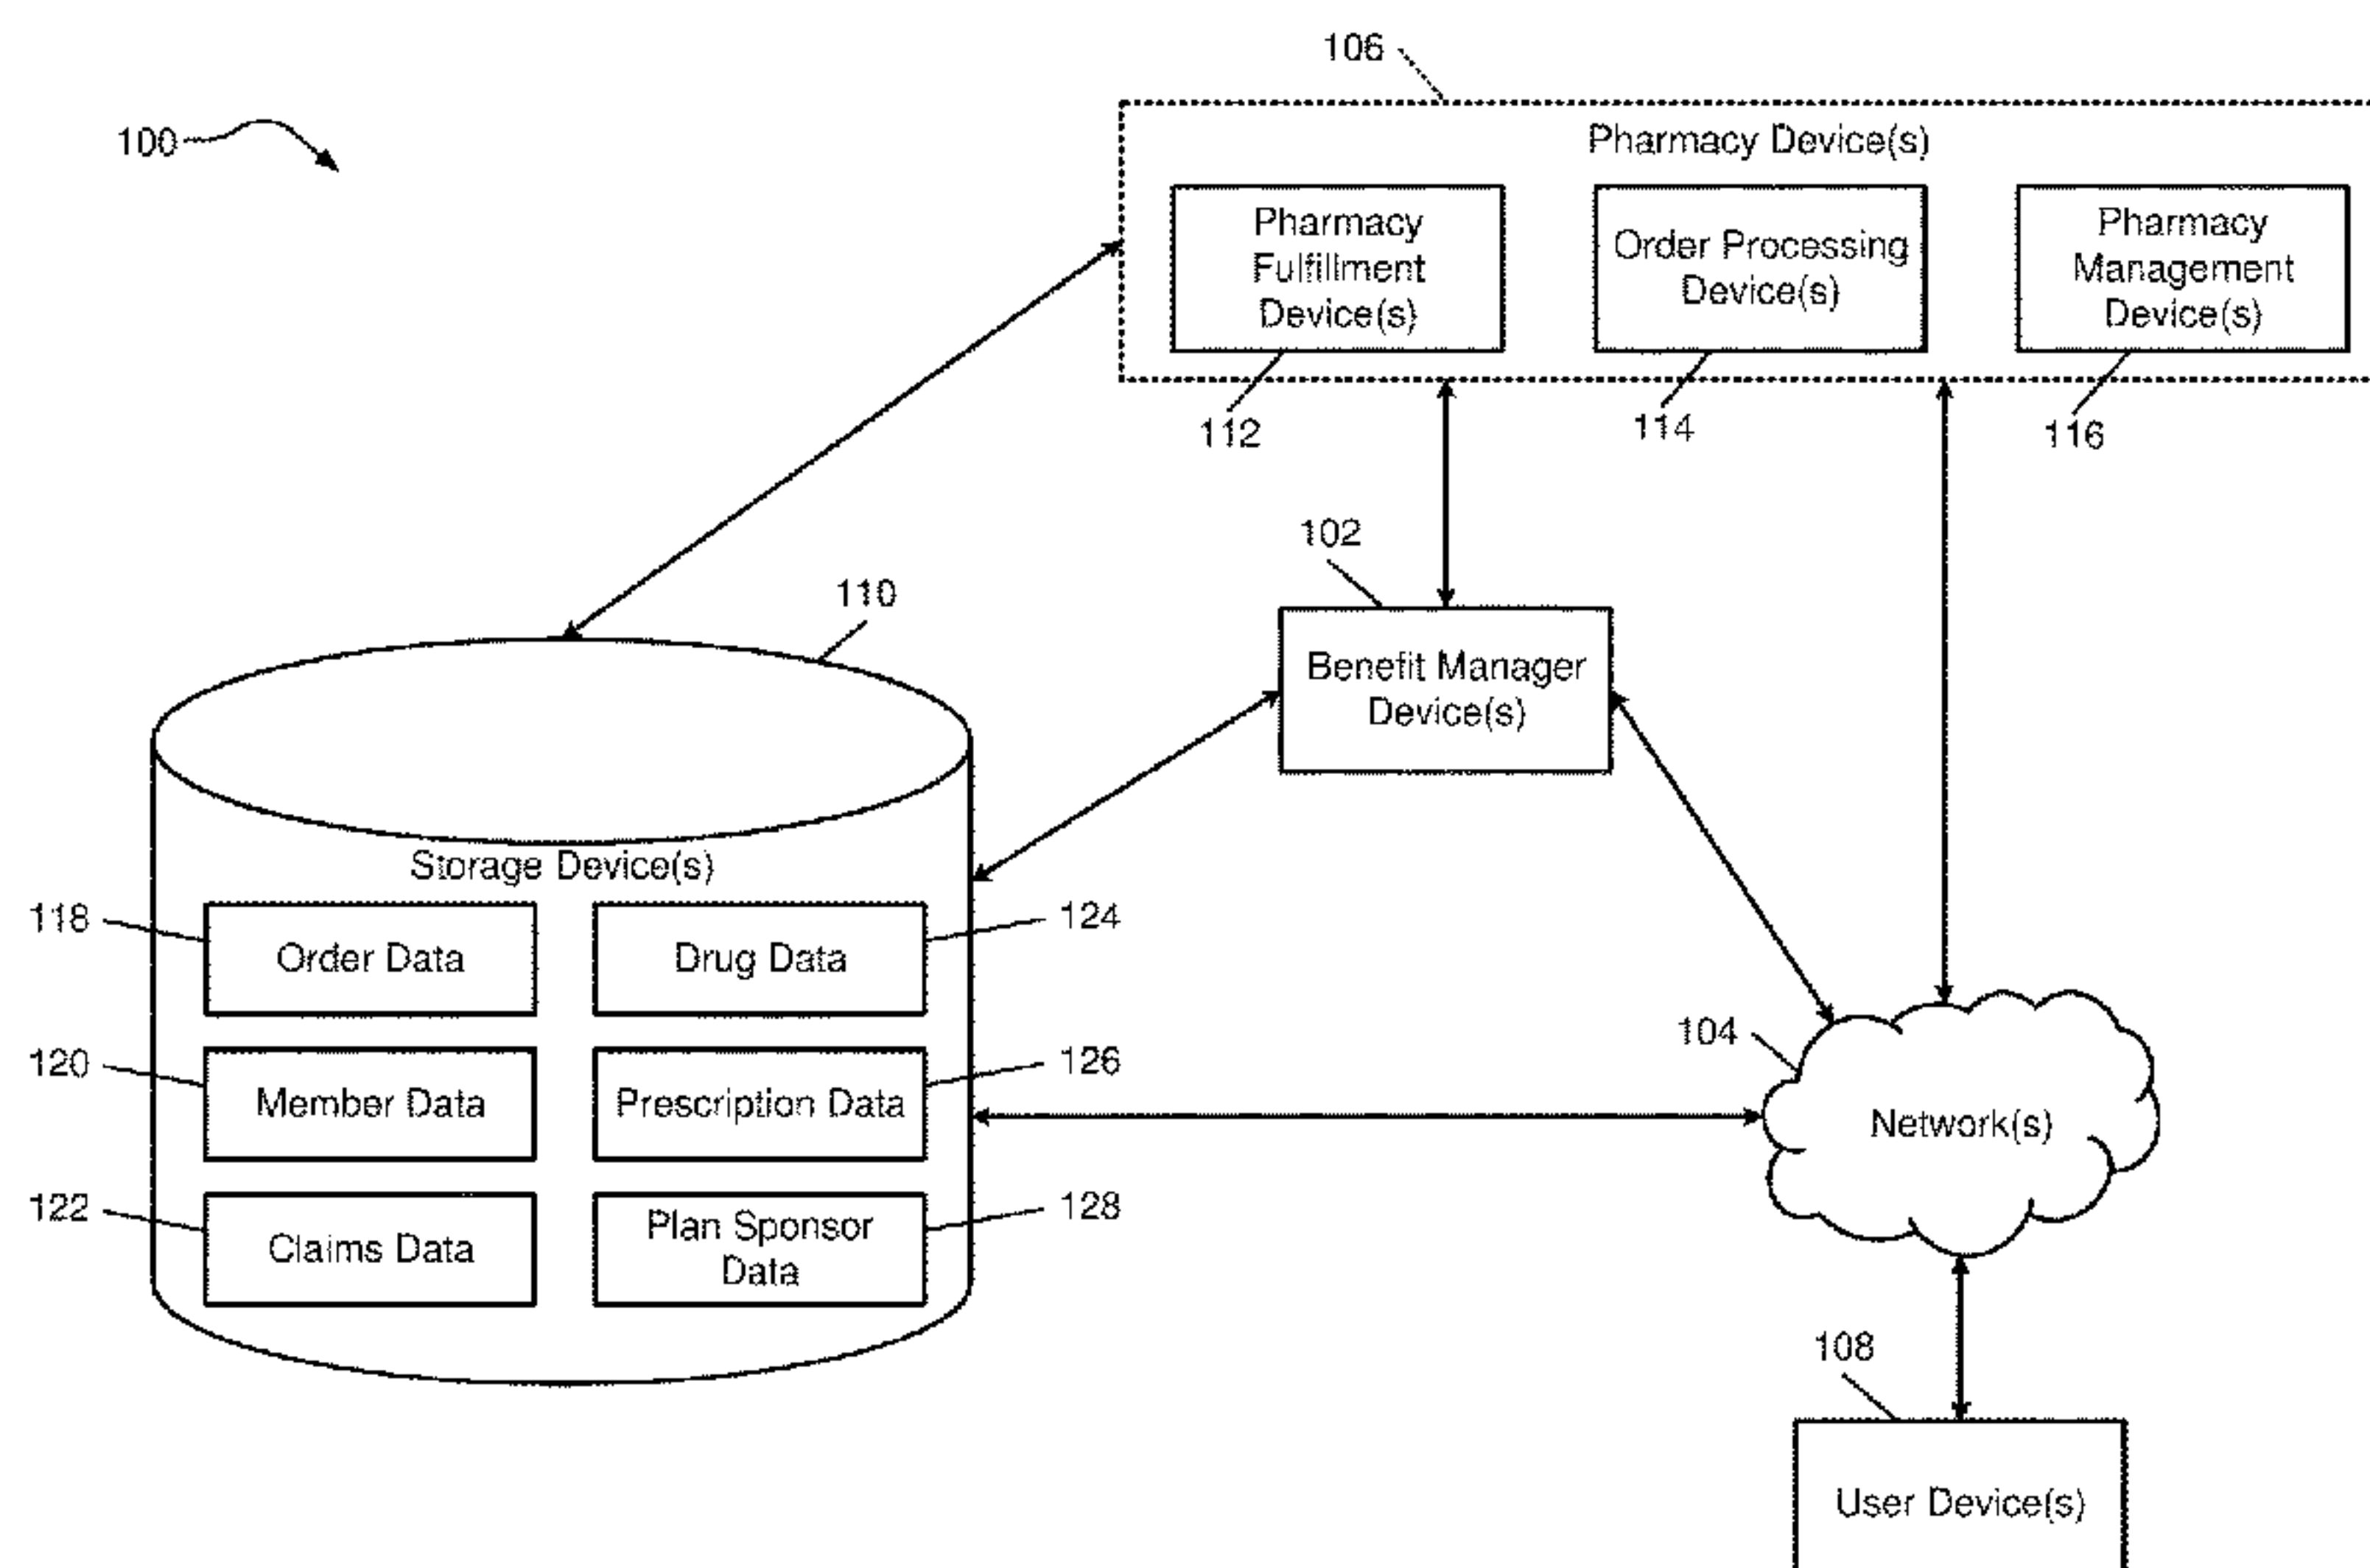 106
100
Pharmacy Device(s)
Pharmacy
Fulfillment
Device(s)
Order Processing
Device(s)
Pharmacy
Management
Device(s)
112
114
116
102
110
Benefit Manager
Device(s)
Storage Device(s)
118
Order Data
Drug Data
124
120
Member Data
Prescription Data
126
122
Claims Data
Plan Sponsor
Data
128
104
Network(s)
108
User Device(s)